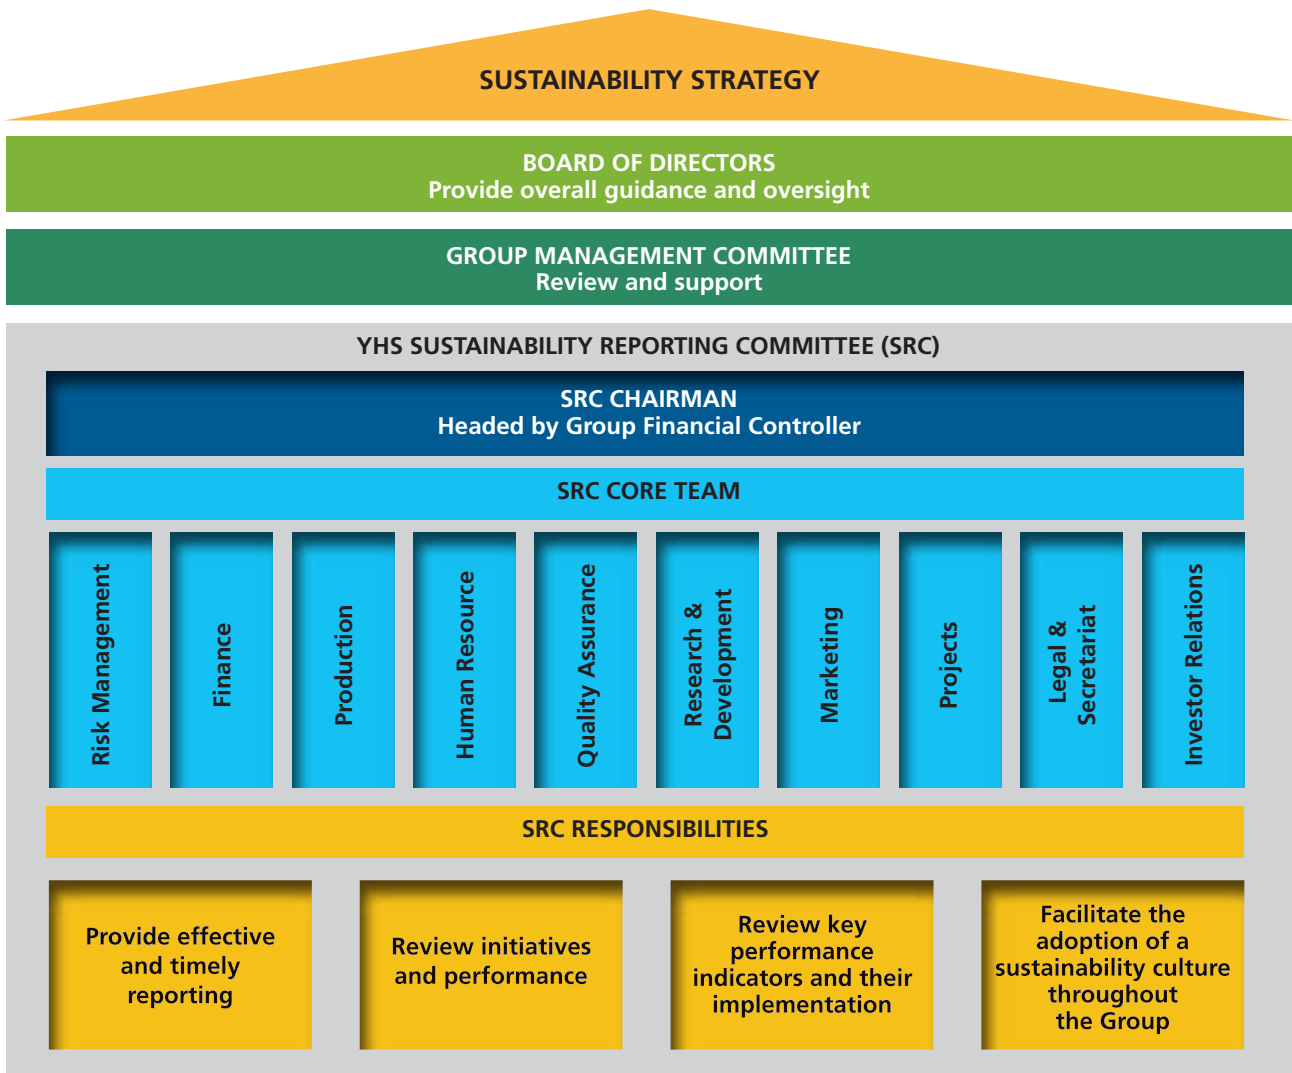 SUSTAINABILITY STRATEGY
BOARD OF DIRECTORS
Provide overall guidance and oversight
GROUP MANAGEMENT COMMITTEE
Review and support
YHS SUSTAINABILITY REPORTING COMMITTEE (SRC)
SRC CHAIRMAN
Headed by Group Financial Controller
SRC CORE TEAM
Risk Management
Finance
Production
Human Resource
Quality Assurance
Research &
Development
Marketing
Projects
Legal &
Secretariat
Investor Relations
SRC RESPONSIBILITIES
Provide effective
and timely
reporting
Review initiatives
and performance
Review key
performance
indicators and their
implementation
Facilitate the
adoption of a
sustainability culture
throughout
the Group